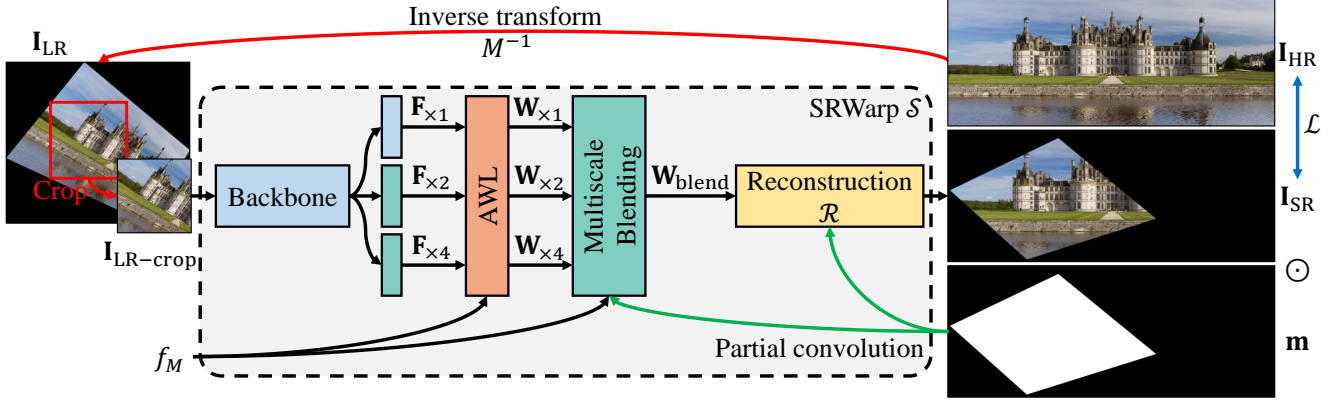 Inverse transform
M⁻¹
I_LR
Crop
I_LR−crop
Backbone
F_×1
F_×2
F_×4
AWL
W_×1
W_×2
W_×4
Multiscale
Blending
W_blend
SRWarp 𝒮
Reconstruction
ℛ
Partial convolution
f_M
I_HR
ℒ
I_SR
⊙
m